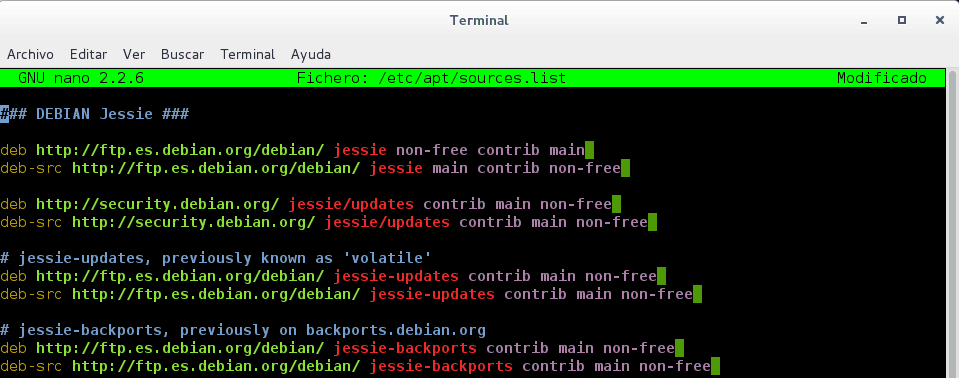 Terminal
Archivo Editar Ver Buscar Terminal Ayuda
GNU nano 2.2.6 Fichero: /etc/apt/sources.list Modificado
### DEBIAN Jessie ###
deb http://ftp.es.debian.org/debian/ jessie non-free contrib main
deb-src http://ftp.es.debian.org/debian/ jessie main contrib non-free
deb http://security.debian.org/ jessie/updates contrib main non-free
deb-src http://security.debian.org/ jessie/updates contrib main non-free
# jessie-updates, previously known as 'volatile'
deb http://ftp.es.debian.org/debian/ jessie-updates contrib main non-free
deb-src http://ftp.es.debian.org/debian/ jessie-updates contrib main non-free
# jessie-backports, previously on backports.debian.org
deb http://ftp.es.debian.org/debian/ jessie-backports contrib main non-free
deb-src http://ftp.es.debian.org/debian/ jessie-backports contrib main non-free